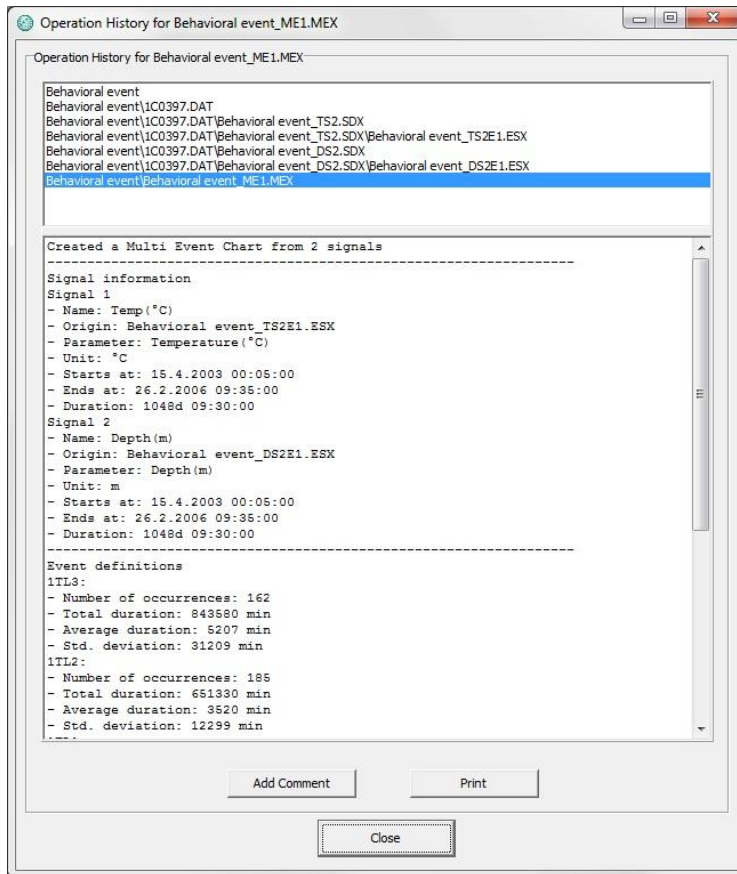 Operation History for Behavioral event_ME1.MEX
Operation History for Behavioral event_ME1.MEX
Behavioral event
Behavioral event\1C0397.DAT
Behavioral event\1C0397.DAT\Behavioral event_TS2.SDX
Behavioral event\1C0397.DAT\Behavioral event_TS2.SDX\Behavioral event_TS2E1.ESX
Behavioral event\1C0397.DAT\Behavioral event_DS2.SDX
Behavioral event\1C0397.DAT\Behavioral event_DS2.SDX\Behavioral event_DS2E1.ESX
Behavioral event\Behavioral event_ME1.MEX
Created a Multi Event Chart from 2 signals
------------------------------------------------------------------
Signal information
Signal 1
- Name: Temp(°C)
- Origin: Behavioral event_TS2E1.ESX
- Parameter: Temperature(°C)
- Unit: °C
- Starts at: 15.4.2003 00:05:00
- Ends at: 26.2.2006 09:35:00
- Duration: 1048d 09:30:00
Signal 2
- Name: Depth(m)
- Origin: Behavioral event_DS2E1.ESX
- Parameter: Depth(m)
- Unit: m
- Starts at: 15.4.2003 00:05:00
- Ends at: 26.2.2006 09:35:00
- Duration: 1048d 09:30:00
------------------------------------------------------------------
Event definitions
1TL3:
- Number of occurrences: 162
- Total duration: 843580 min
- Average duration: 5207 min
- Std. deviation: 31209 min
1TL2:
- Number of occurrences: 185
- Total duration: 651330 min
- Average duration: 3520 min
- Std. deviation: 12299 min
Add Comment
Print
Close